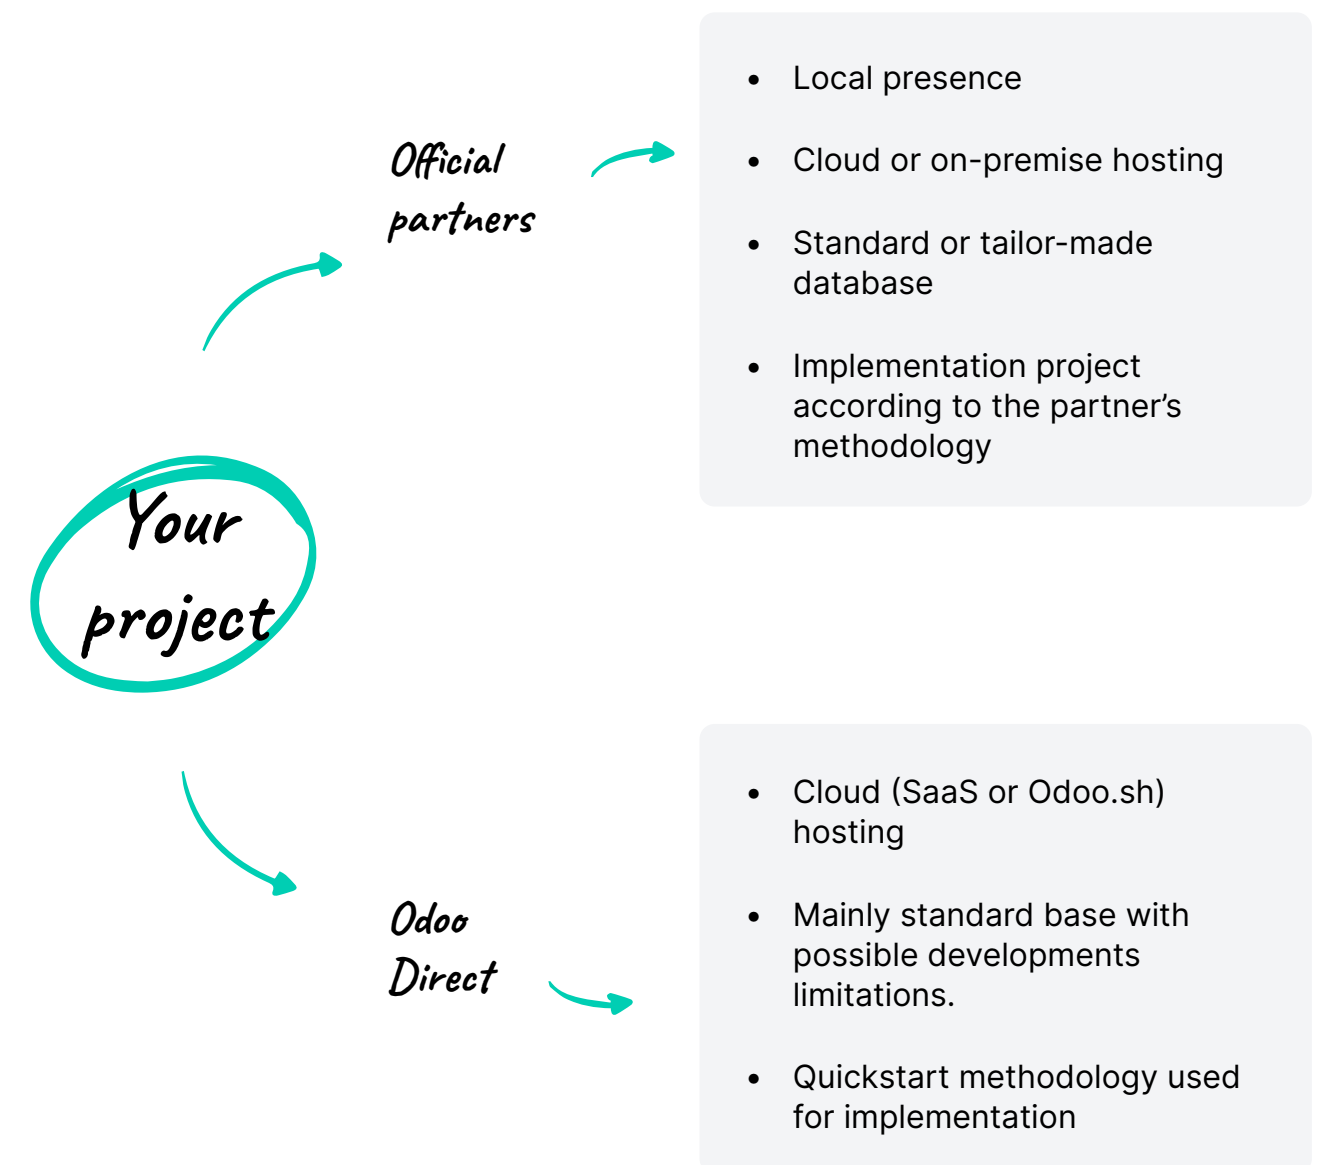 Your
project
Official
partners
• Local presence
• Cloud or on-premise hosting
• Standard or tailor-made
database
• Implementation project
according to the partner’s
methodology
Odoo
Direct
• Cloud (SaaS or Odoo.sh)
hosting
• Mainly standard base with
possible developments
limitations.
• Quickstart methodology used
for implementation